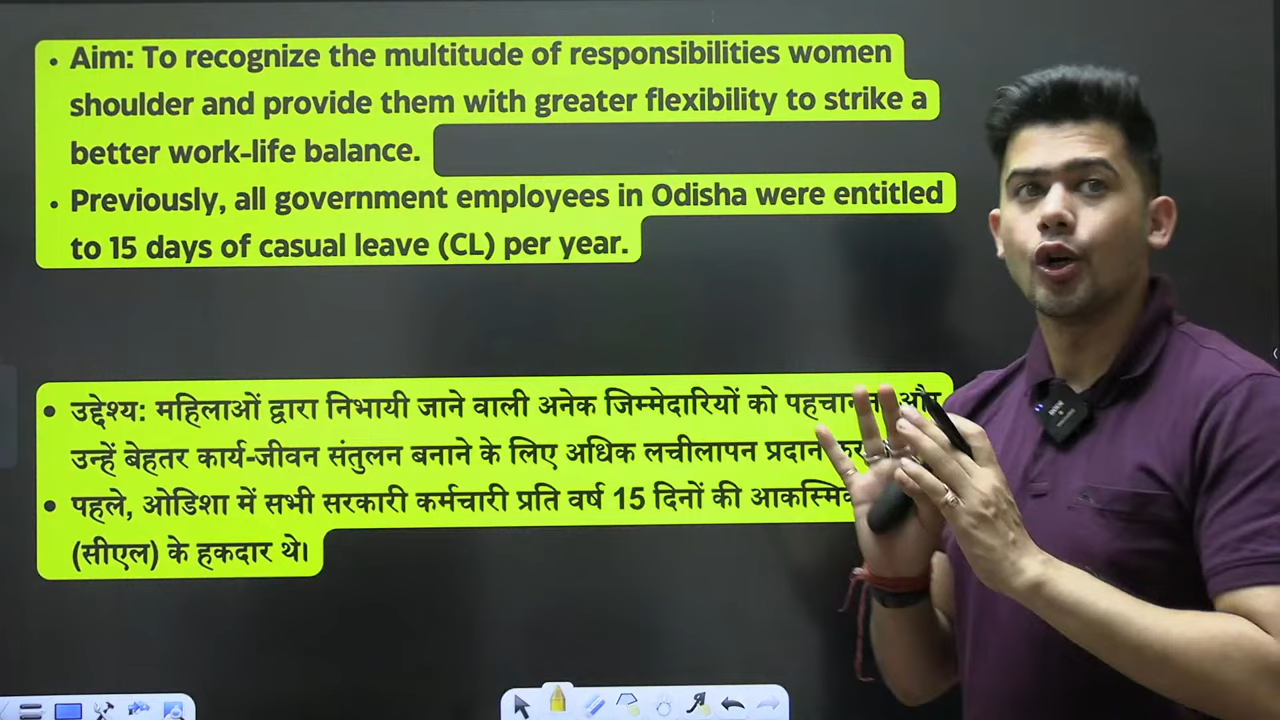 • Aim: To recognize the multitude of responsibilities women
shoulder and provide them with greater flexibility to strike a
better work-life balance.
• Previously, all government employees in Odisha were entitled
to 15 days of casual leave (CL) per year.
• उद्देश्य: महिलाओं द्वारा निभायी जाने वाली अनेक जिम्मेदारियों को और
उन्हें बेहतर कार्य-जीवन संतुलन बनाने के लिए अधिक लचीलापन प्रदान
• पहले, ओडिशा में सभी सरकारी कर्मचारी प्रति वर्ष 15 दिनों की
(सीएल) के हकदार थे।